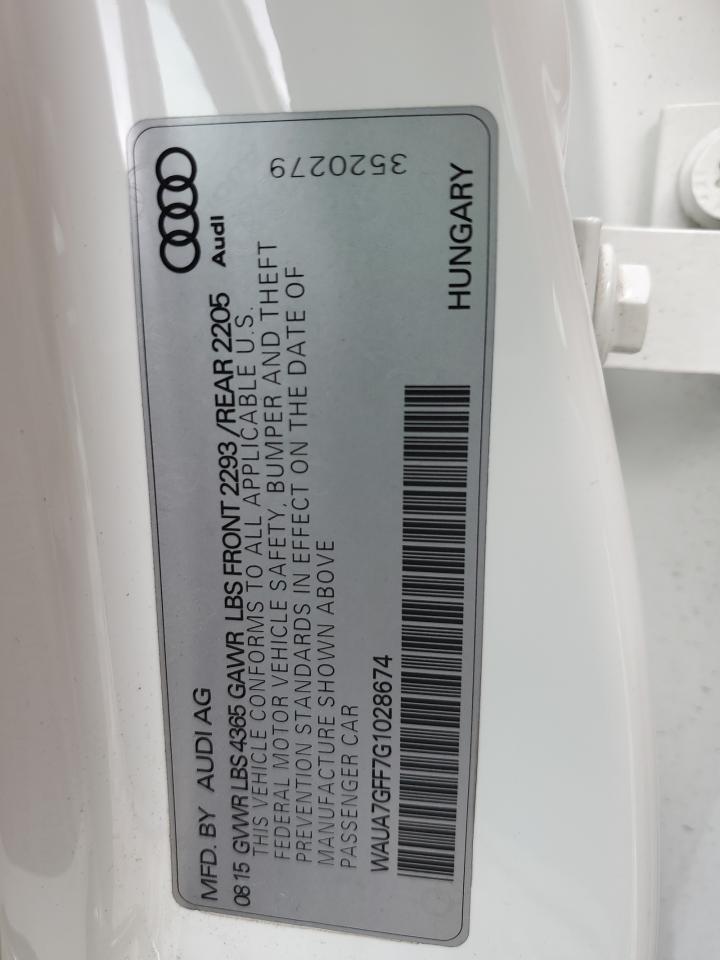 MFD. BY AUDI AG
08 15 GVWR LBS 4365 GAWR LBS FRONT 2293 /REAR 2205
Audi
THIS VEHICLE CONFORMS TO ALL APPLICABLE U.S.
FEDERAL MOTOR VEHICLE SAFETY, BUMPER AND THEFT
PREVENTION STANDARDS IN EFFECT ON THE DATE OF
MANUFACTURE SHOWN ABOVE
PASSENGER CAR
3520279
WAUA7GFF7G1028674
HUNGARY